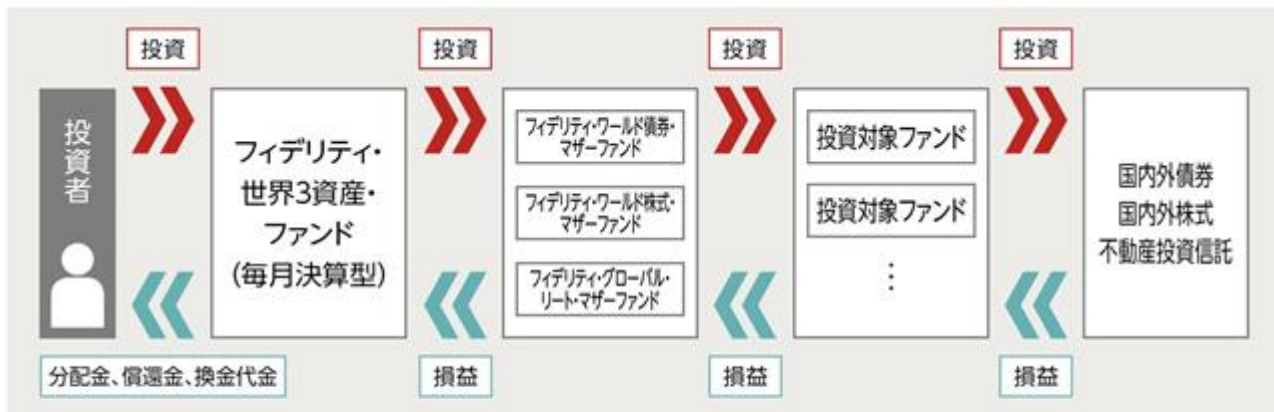 投資
投資
投資
投資
投資者
フィデリティ・
世界3資産・
ファンド
(毎月決算型)
フィデリティ・ワールド債券・
マザーファンド
フィデリティ・ワールド株式・
マザーファンド
フィデリティ・グローバル・
リート・マザーファンド
投資対象ファンド
投資対象ファンド
⋮
国内外債券
国内外株式
不動産投資信託
分配金、償還金、換金代金
損益
損益
損益